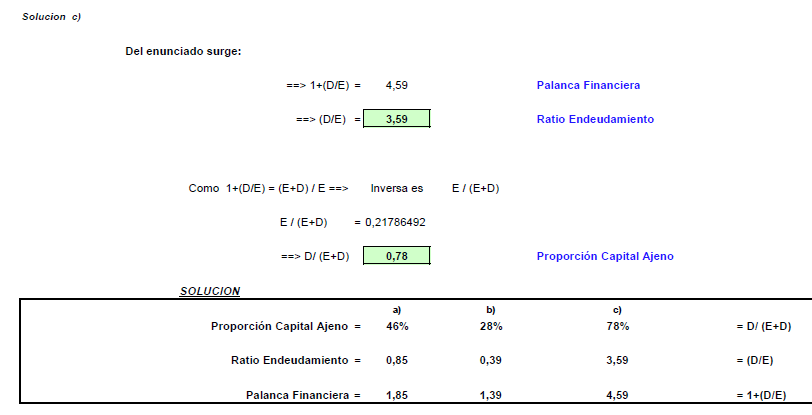 Solucion c)
Del enunciado surge:
==> 1+(D/E) = 4,59 Palanca Financiera
==> (D/E) = 3,59 Ratio Endeudamiento
Como 1+(D/E) = (E+D) / E ==> Inversa es E / (E+D)
E / (E+D) = 0,21786492
==> D/ (E+D) 0,78 Proporción Capital Ajeno
SOLUCION
a) b) c)
Proporción Capital Ajeno = 46% 28% 78% = D/ (E+D)
Ratio Endeudamiento = 0,85 0,39 3,59 = (D/E)
Palanca Financiera = 1,85 1,39 4,59 = 1+(D/E)